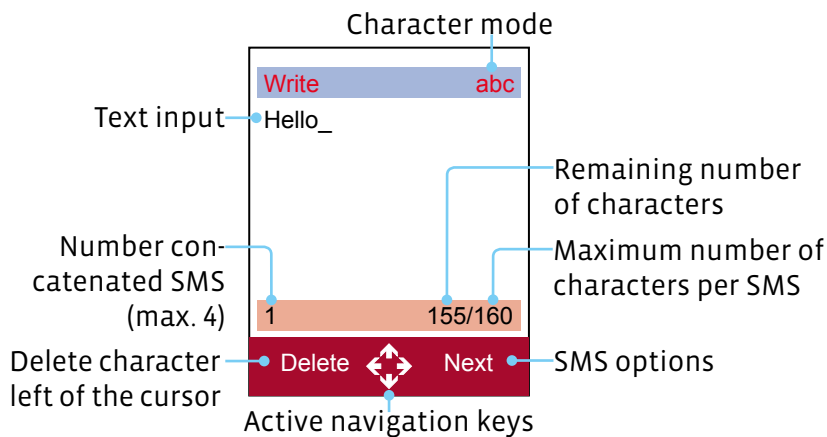 Character mode
Write abc
Text input
Hello_
Remaining number
of characters
Number con-
catenated SMS
(max. 4)
Maximum number of
characters per SMS
1 155/160
Delete character
left of the cursor
Delete Next
SMS options
Active navigation keys